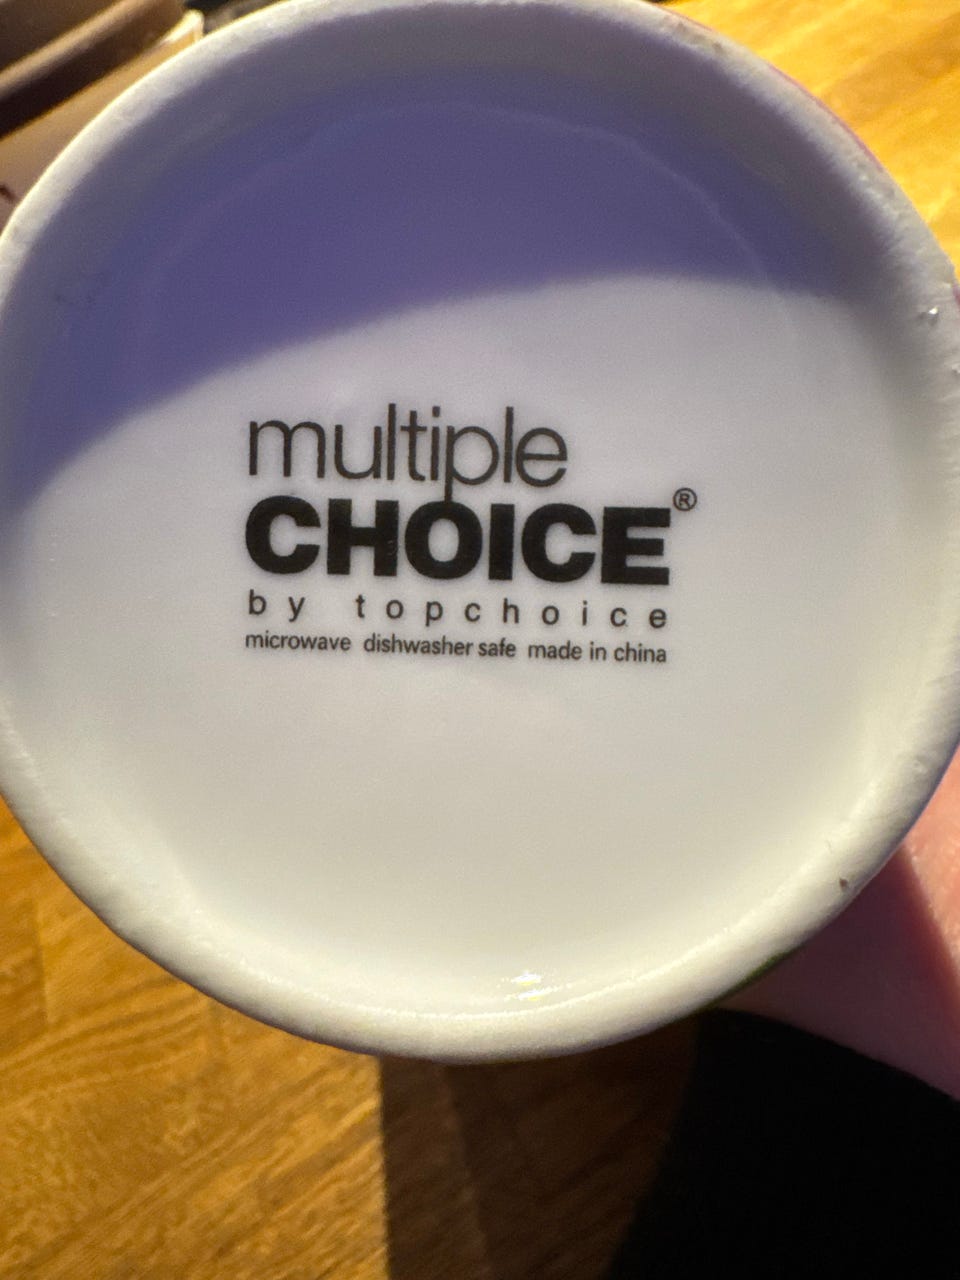 multiple
CHOICE®
by topchoice
microwave dishwasher safe made in china